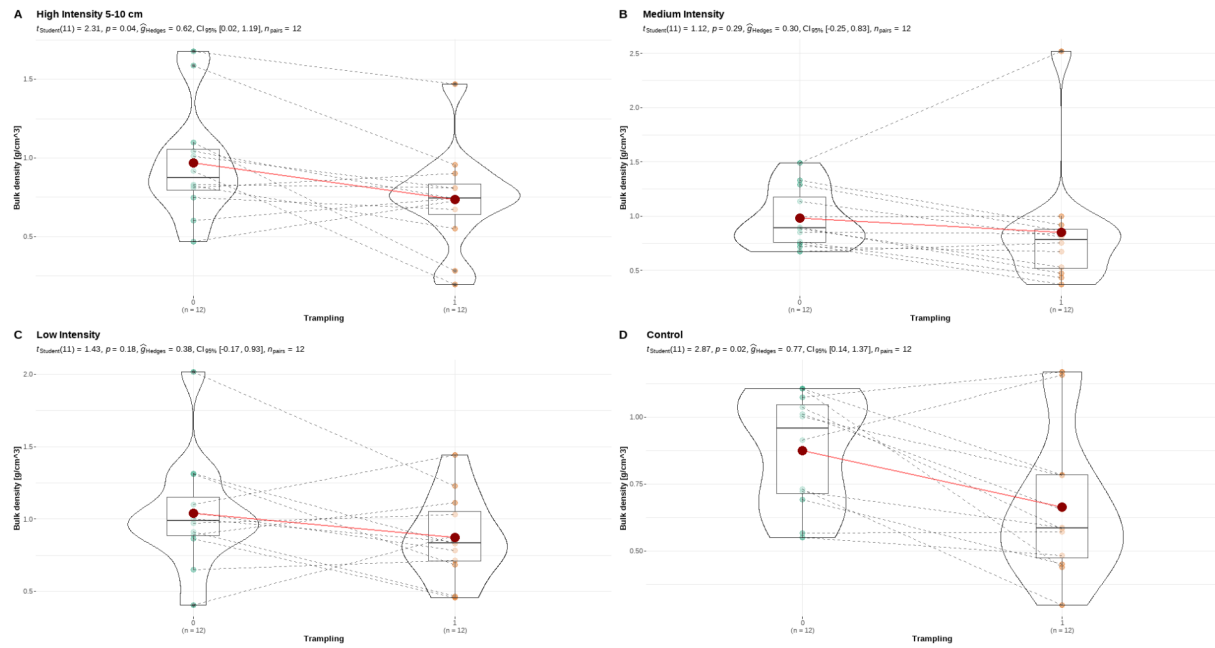 A High Intensity 5-10 cm
tStudent(11) = 2.31, p = 0.04, ĝHedges = 0.62, CI95% [0.02, 1.19], npairs = 12
Bulk density [g/cm^3]
1.5
1.0
0.5
0
(n = 12)
1
(n = 12)
Trampling
B Medium Intensity
tStudent(11) = 1.12, p = 0.29, ĝHedges = 0.30, CI95% [-0.25, 0.83], npairs = 12
Bulk density [g/cm^3]
2.5
2.0
1.5
1.0
0.5
0
(n = 12)
1
(n = 12)
Trampling
C Low Intensity
tStudent(11) = 1.43, p = 0.18, ĝHedges = 0.38, CI95% [-0.17, 0.93], npairs = 12
Bulk density [g/cm^3]
2.0
1.5
1.0
0.5
0
(n = 12)
1
(n = 12)
Trampling
D Control
tStudent(11) = 2.87, p = 0.02, ĝHedges = 0.77, CI95% [0.14, 1.37], npairs = 12
Bulk density [g/cm^3]
1.00
0.75
0.50
0
(n = 12)
1
(n = 12)
Trampling